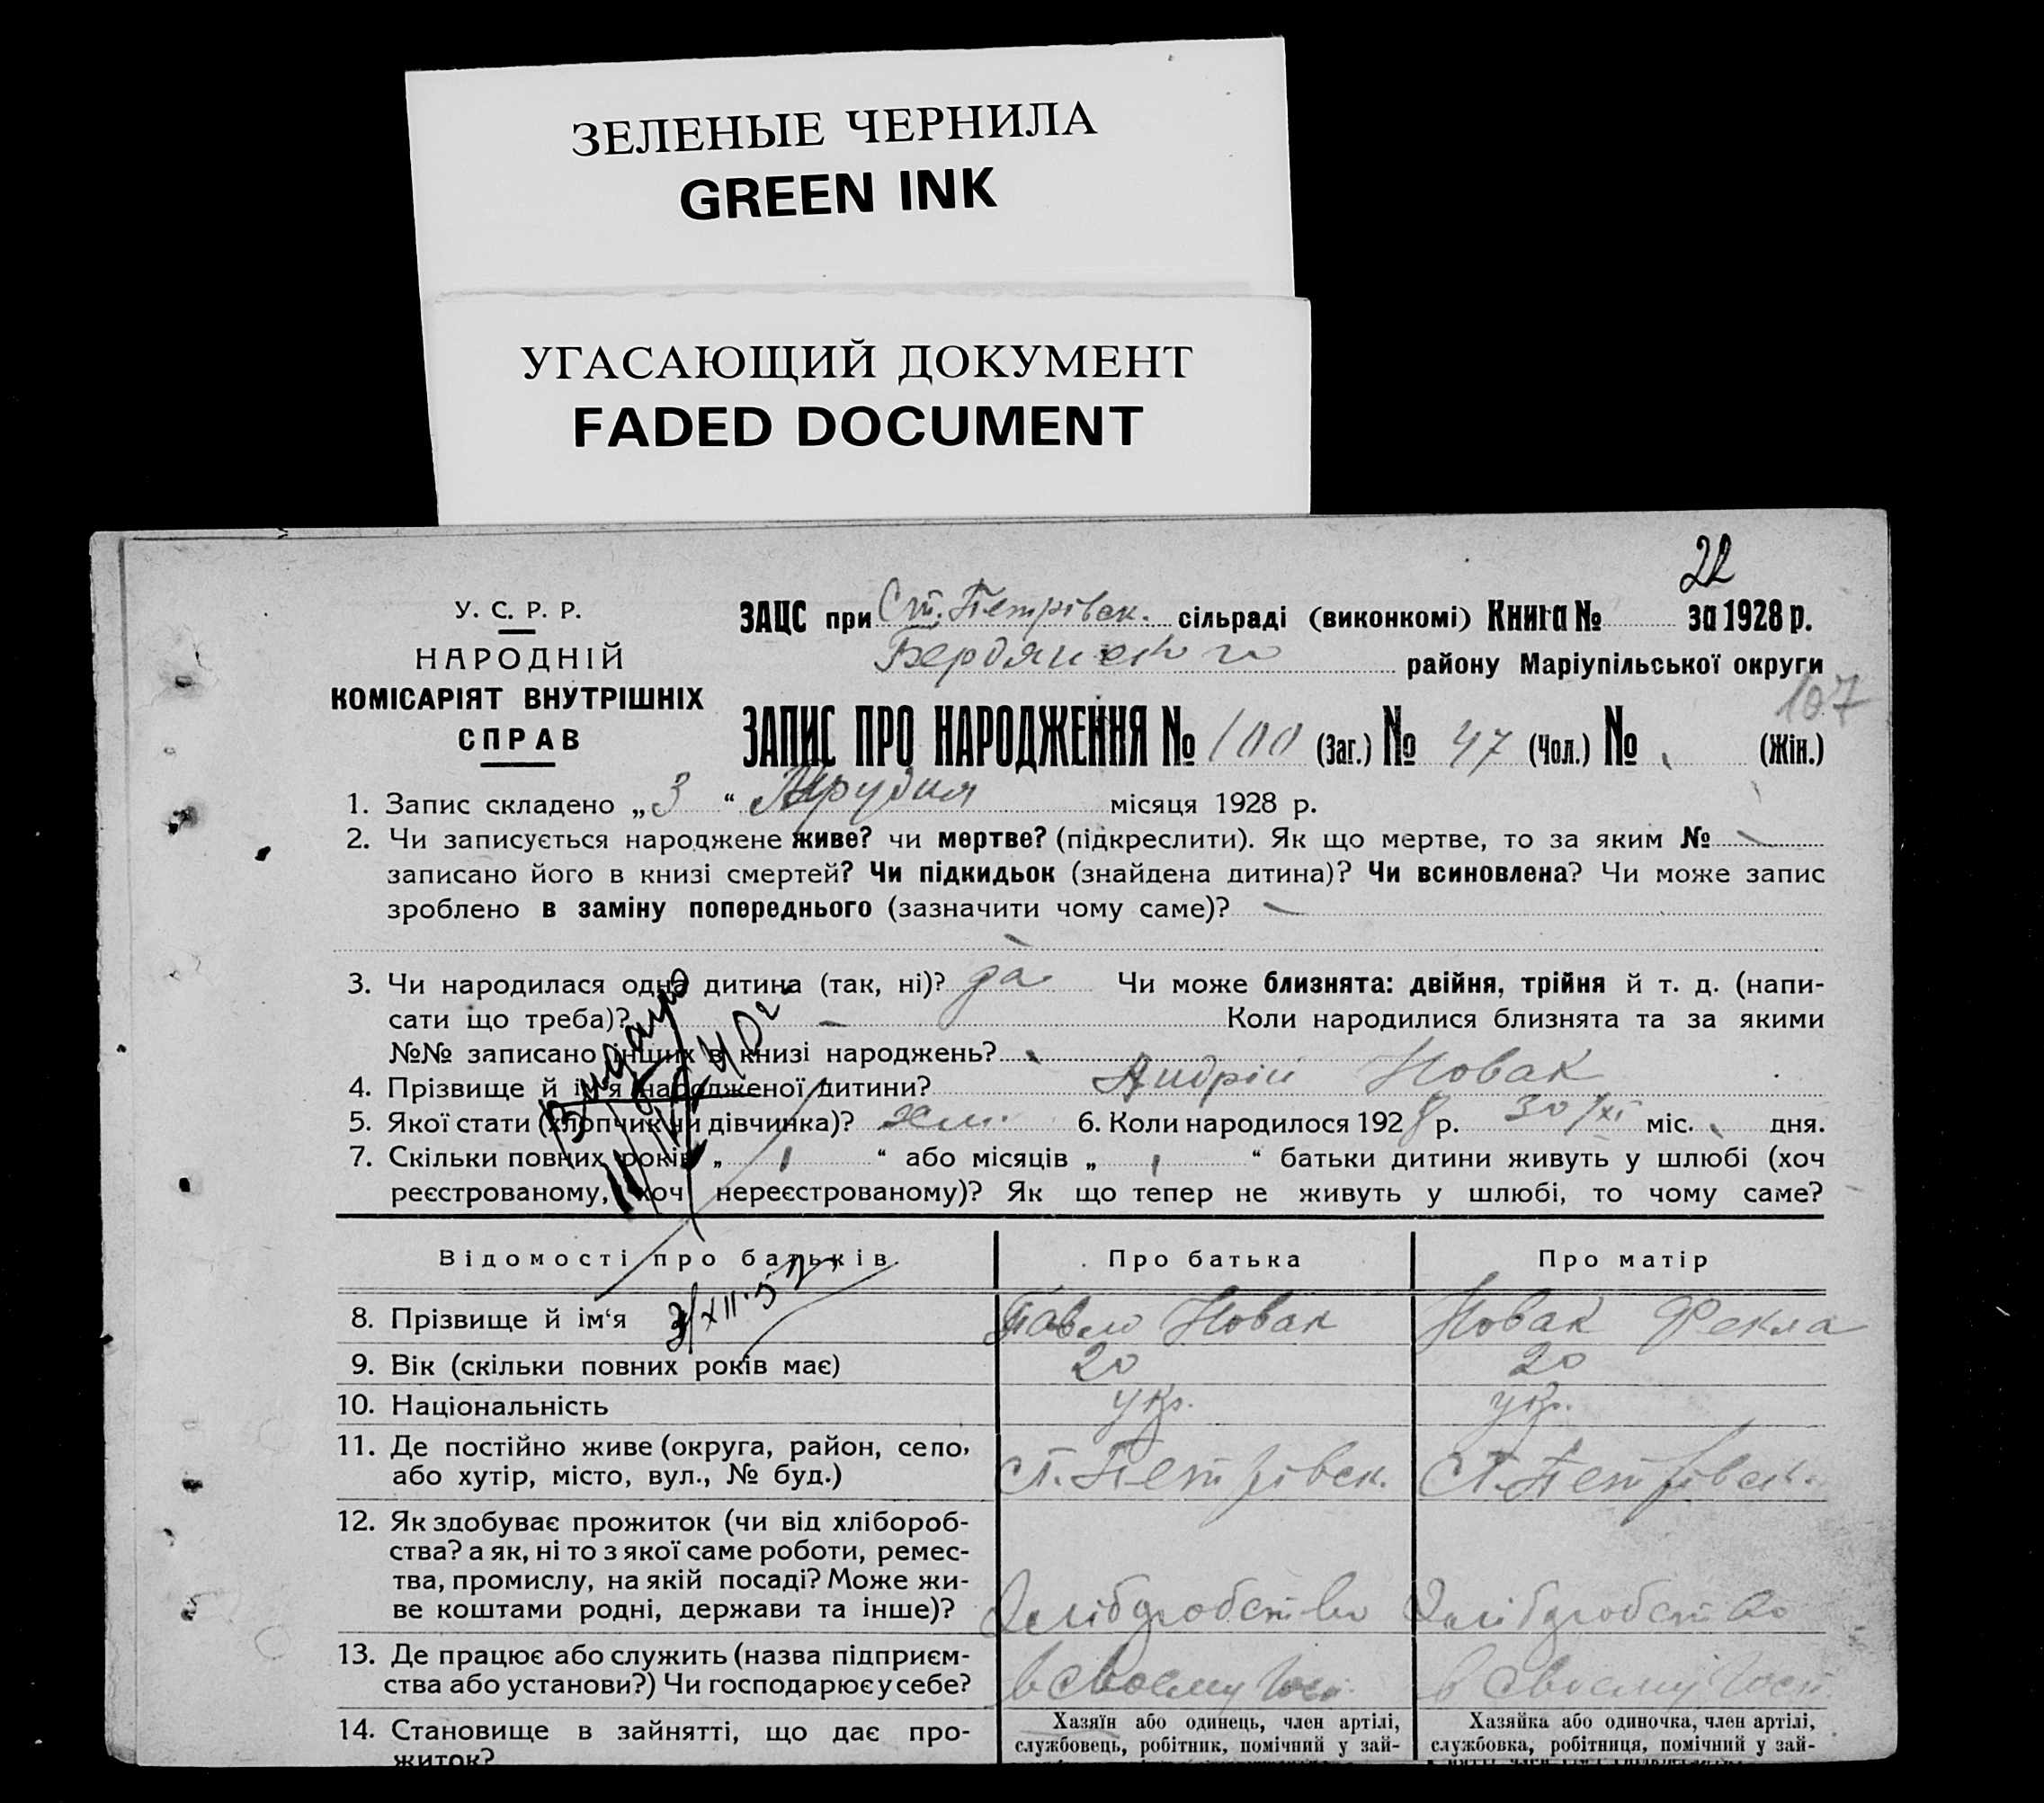 ЗЕЛЕНЫЕ ЧЕРНИЛА
GREEN INK
УГАСАЮЩИЙ ДОКУМЕНТ
FADED DOCUMENT
22
У. С. Р. Р.
НАРОДНІЙ
КОМІСАРІЯТ ВНУТРІШНІХ
СПРАВ
ЗАЦС при Ст. Петрівск. сільраді (виконкомі) Книга № за 1928 р.
Бердянського району Маріупільської округи
107
ЗАПИС ПРО НАРОДЖЕННЯ № 100 (Заг.) № 47 (Чол.) № (Жін.)
1. Запис складено „ 3 “ Грудня місяця 1928 р.
2. Чи записується народжене живе? чи мертве? (підкреслити). Як що мертве, то за яким №
записано його в книзі смертей? Чи підкидьок (знайдена дитина)? Чи всиновлена? Чи може запис
зроблено в заміну попереднього (зазначити чому саме)?
3. Чи народилася одна дитина (так, ні)? да Чи може близнята: двійня, трійня й т. д. (напи-
сати що треба)? Коли народилися близнята та за якими
№№ записано інших в книзі народжень?
4. Прізвище й ім'я народженої дитини? Андрій Новак
5. Якої статі (хлопчик чи дівчинка)? 6. Коли народилося 1928 р. 30/XI міс. дня.
7. Скільки повних років „ “ або місяців „ “ батьки дитини живуть у шлюбі (хоч
реєстрованому, хоч нереєстрованому)? Як що тепер не живуть у шлюбі, то чому саме?
Видано
Відомості про батьків Про батька Про матір
8. Прізвище й ім‘я Павло Новак Новак Фекла
9. Вік (скільки повних років має) 20 20
10. Національність укр. укр.
11. Де постійно живе (округа, район, село,
або хутір, місто, вул., № буд.) Ст. Петрівск. Ст. Петрівск.
12. Як здобуває прожиток (чи від хлібороб-
ства? а як, ні то з якої саме роботи, ремес-
тва, промислу, на якій посаді? Може жи-
ве коштами родні, держави та інше)? Хліборобство Хліборобство
13. Де працює або служить (назва підприєм-
ства або установи?) Чи господарює у себе? в своєму госп. в своєму госп.
14. Становище в зайнятті, що дає про-
житок?
Хазяїн або одинець, член артілі,
службовець, робітник, помічний у зай-
Хазяйка або одиночка, член артілі,
службовка, робітниця, помічний у зай-